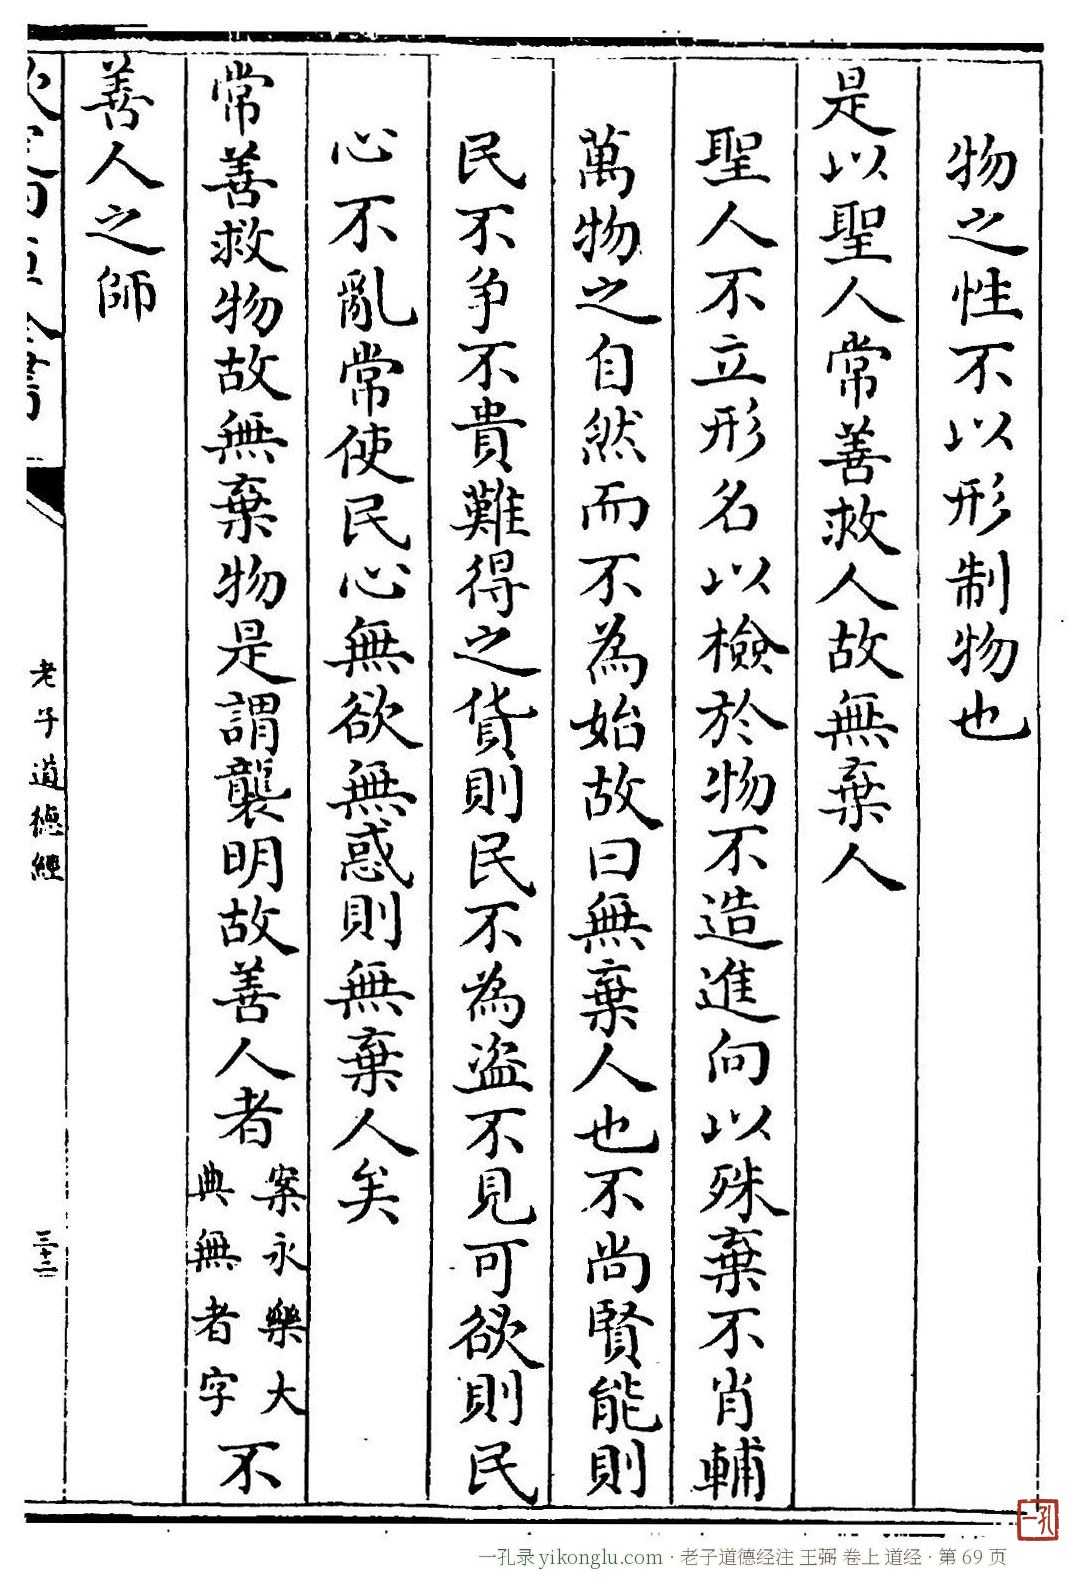 物之性不以形制物也
是以聖人常善救人故無棄人
聖人不立形名以檢於物不造進向以殊棄不肖輔
萬物之自然而不為始故曰無棄人也不尚賢能則
民不争不貴難得之貨則民不為盗不見可欲則民
心不亂常使民心無欲無惑則無棄人矣
常善救物故無棄物是謂襲明故善人者案永樂大典無者字不
善人之師
老子道德經
三十三
一孔
一孔录 yikonglu.com · 老子道德经注 王弼 卷上 道经 · 第 69 页